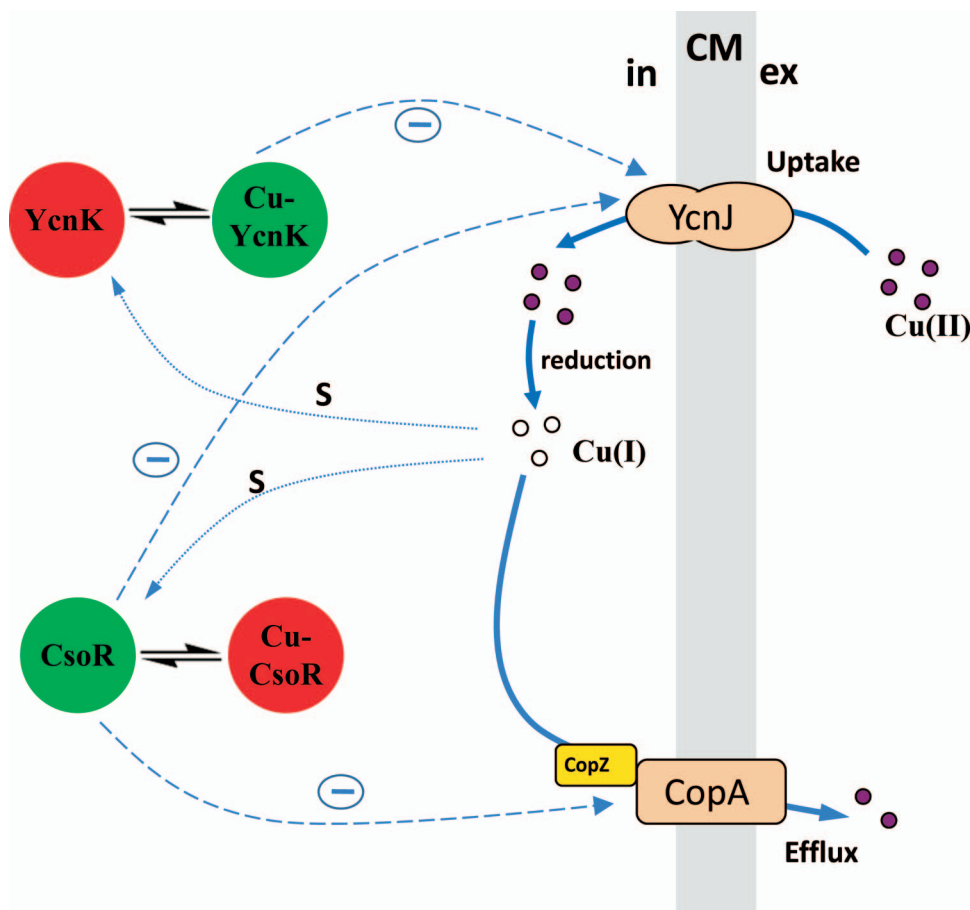 CM
in
ex
Uptake
YcnK
Cu-
YcnK
YcnJ
Cu(II)
reduction
S
Cu(I)
S
CsoR
Cu-
CsoR
CopZ
CopA
Efflux